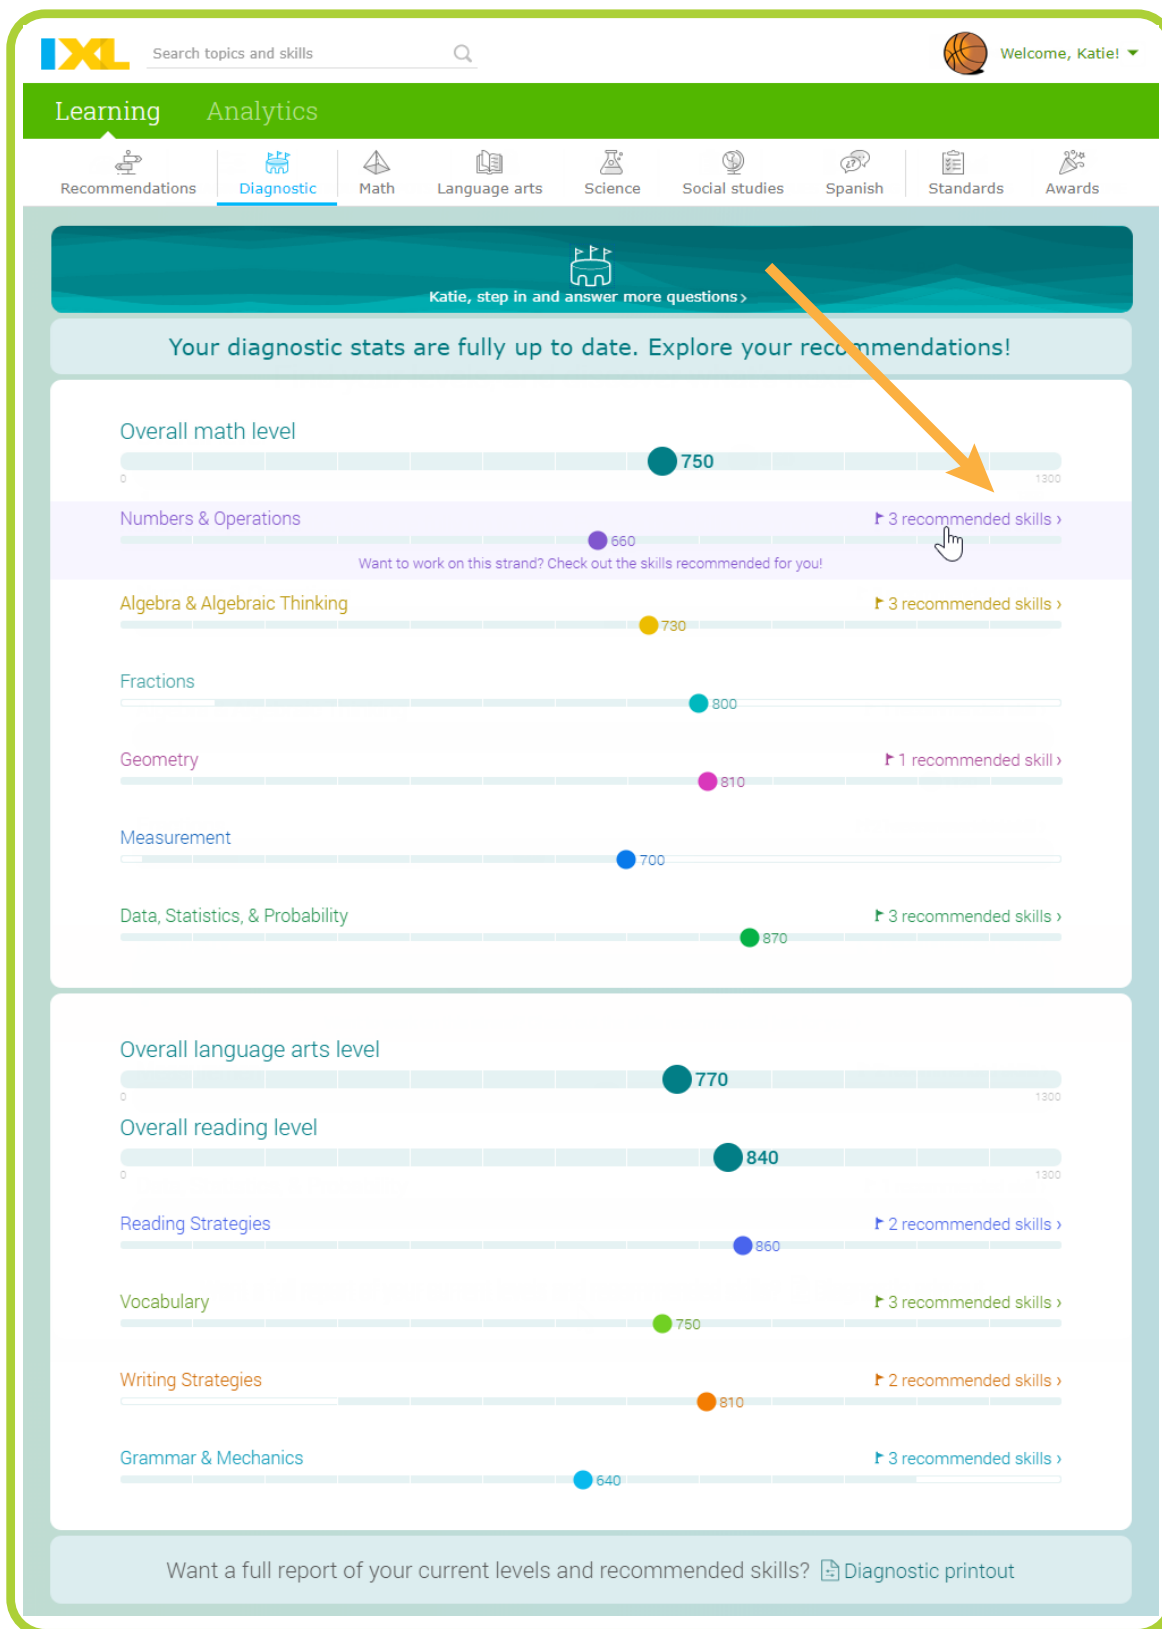 IXL Search topics and skills Welcome, Katie!
Learning Analytics
Recommendations Diagnostic Math Language arts Science Social studies Spanish Standards Awards
Katie, step in and answer more questions ›
Your diagnostic stats are fully up to date. Explore your recommendations!
Overall math level
750
0 1300
Numbers & Operations 3 recommended skills ›
660
Want to work on this strand? Check out the skills recommended for you!
Algebra & Algebraic Thinking 3 recommended skills ›
730
Fractions
800
Geometry 1 recommended skill ›
810
Measurement
700
Data, Statistics, & Probability 3 recommended skills ›
870
Overall language arts level
770
0 1300
Overall reading level
840
0 1300
Reading Strategies 2 recommended skills ›
860
Vocabulary 3 recommended skills ›
750
Writing Strategies 2 recommended skills ›
810
Grammar & Mechanics 3 recommended skills ›
640
Want a full report of your current levels and recommended skills? Diagnostic printout